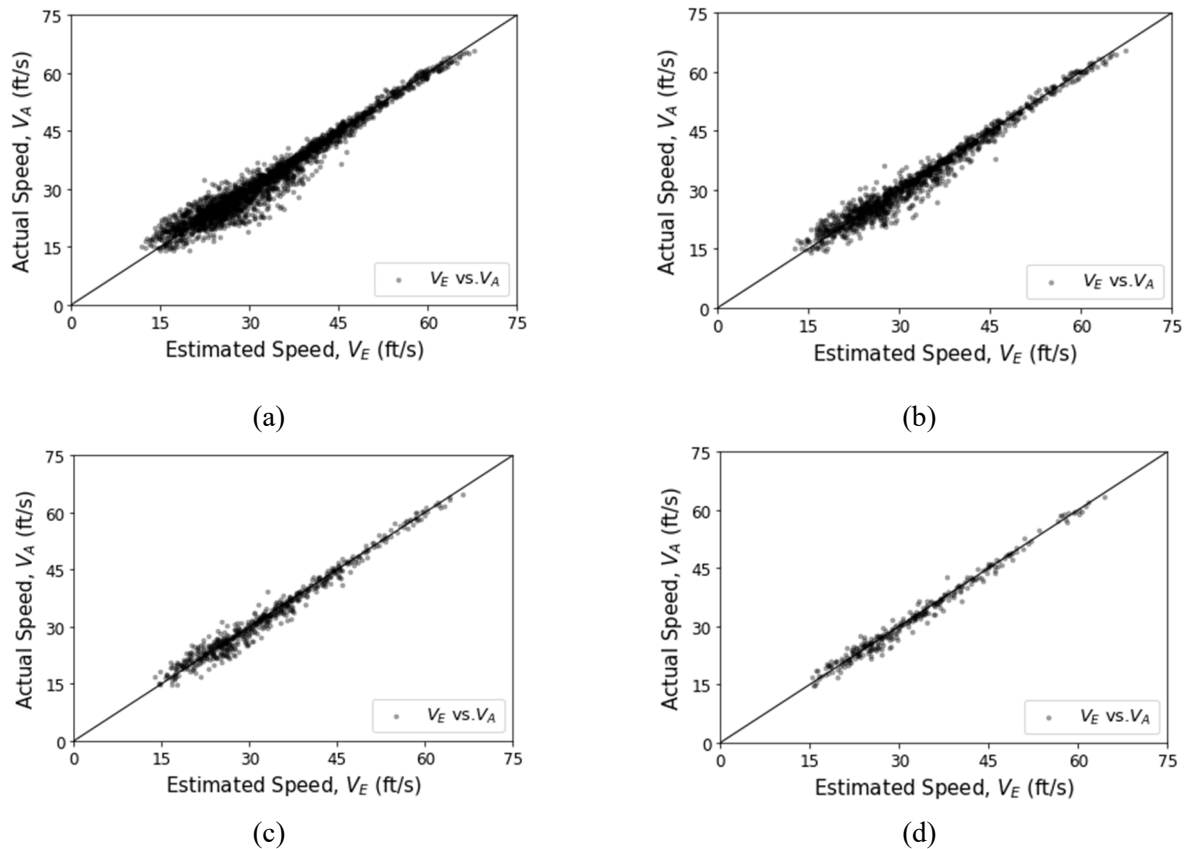 75
60
45
30
15
0
Actual Speed, V_A (ft/s)
V_E vs.V_A
0 15 30 45 60 75
Estimated Speed, V_E (ft/s)
(a)
75
60
45
30
15
0
Actual Speed, V_A (ft/s)
V_E vs.V_A
0 15 30 45 60 75
Estimated Speed, V_E (ft/s)
(b)
75
60
45
30
15
0
Actual Speed, V_A (ft/s)
V_E vs.V_A
0 15 30 45 60 75
Estimated Speed, V_E (ft/s)
(c)
75
60
45
30
15
0
Actual Speed, V_A (ft/s)
V_E vs.V_A
0 15 30 45 60 75
Estimated Speed, V_E (ft/s)
(d)